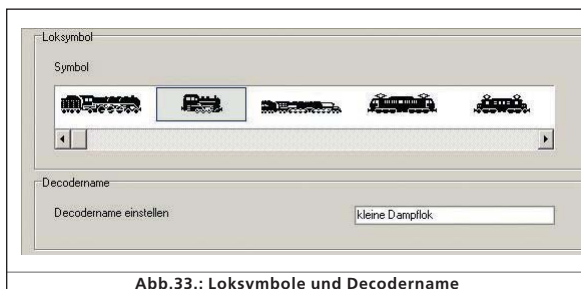 Loksymbol
Symbol
Decodername
Decodername einstellen kleine Dampflok
Abb.33.: Loksymbole und Decodername